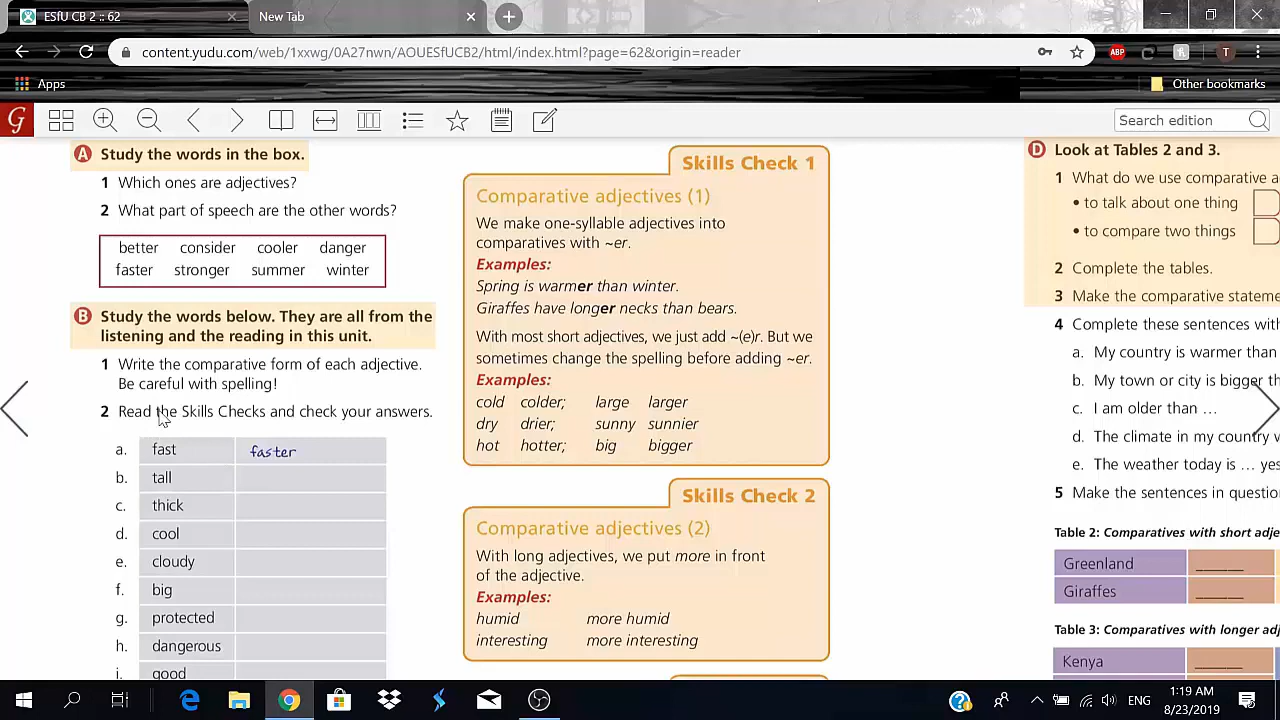 ESfU CB 2 :: 62
New Tab
content.yudu.com/web/1xxwg/0A27nwn/AOUESfUCB2/html/index.html?page=62&origin=reader
ABP
T
Apps
Other bookmarks
G
Search edition
A Study the words in the box.
1 Which ones are adjectives?
2 What part of speech are the other words?
better consider cooler danger
faster stronger summer winter
B Study the words below. They are all from the
listening and the reading in this unit.
1 Write the comparative form of each adjective.
Be careful with spelling!
2 Read the Skills Checks and check your answers.
a. fast faster
b. tall
c. thick
d. cool
e. cloudy
f. big
g. protected
h. dangerous
i. good
Skills Check 1
Comparative adjectives (1)
We make one-syllable adjectives into
comparatives with ~er.
Examples:
Spring is warmer than winter.
Giraffes have longer necks than bears.
With most short adjectives, we just add ~(e)r. But we
sometimes change the spelling before adding ~er.
Examples:
cold colder; large larger
dry drier; sunny sunnier
hot hotter; big bigger
Skills Check 2
Comparative adjectives (2)
With long adjectives, we put more in front
of the adjective.
Examples:
humid more humid
interesting more interesting
D Look at Tables 2 and 3.
1 What do we use comparative a
• to talk about one thing
• to compare two things
2 Complete the tables.
3 Make the comparative stateme
4 Complete these sentences with
a. My country is warmer than
b. My town or city is bigger th
c. I am older than …
d. The climate in my country w
e. The weather today is … yes
5 Make the sentences in questio
Table 2: Comparatives with short adje
Greenland ______
Giraffes ______
Table 3: Comparatives with longer adj
Kenya ______
ENG
1:19 AM
8/23/2019